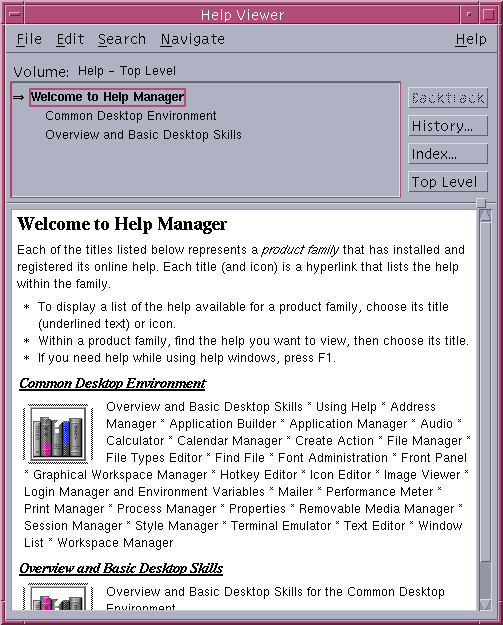 Help Viewer
File Edit Search Navigate Help
Volume: Help - Top Level
⇒ Welcome to Help Manager
Common Desktop Environment
Overview and Basic Desktop Skills
Backtrack
History...
Index...
Top Level
Welcome to Help Manager
Each of the titles listed below represents a product family that has installed and
registered its online help. Each title (and icon) is a hyperlink that lists the help
within the family.
* To display a list of the help available for a product family, choose its title
(underlined text) or icon.
* Within a product family, find the help you want to view, then choose its title.
* If you need help while using help windows, press F1.
Common Desktop Environment
Overview and Basic Desktop Skills * Using Help * Address
Manager * Application Builder * Application Manager * Audio *
Calculator * Calendar Manager * Create Action * File Manager *
File Types Editor * Find File * Font Administration * Front Panel
* Graphical Workspace Manager * Hotkey Editor * Icon Editor * Image Viewer *
Login Manager and Environment Variables * Mailer * Performance Meter *
Print Manager * Process Manager * Properties * Removable Media Manager *
Session Manager * Style Manager * Terminal Emulator * Text Editor * Window
List * Workspace Manager
Overview and Basic Desktop Skills
Overview and Basic Desktop Skills for the Common Desktop
Environment